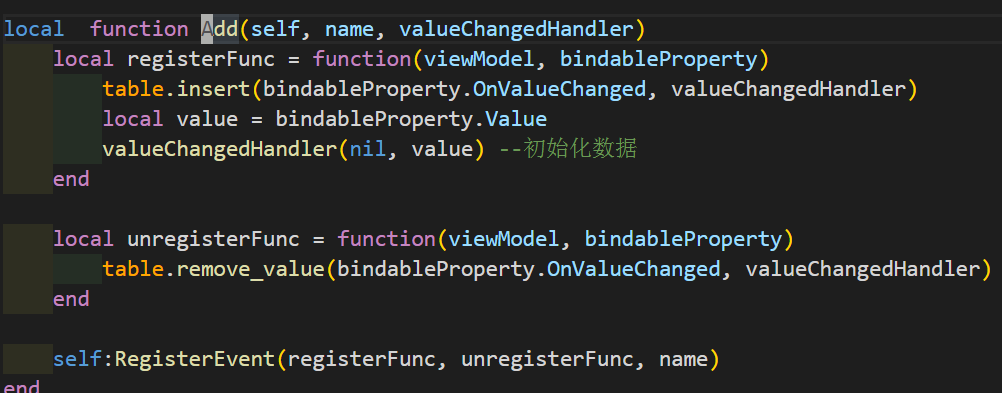 local  function Add(self, name, valueChangedHandler)
    local registerFunc = function(viewModel, bindableProperty)
        table.insert(bindableProperty.OnValueChanged, valueChangedHandler)
        local value = bindableProperty.Value
        valueChangedHandler(nil, value) --初始化数据
    end
    local unregisterFunc = function(viewModel, bindableProperty)
        table.remove_value(bindableProperty.OnValueChanged, valueChangedHandler)
    end
    self:RegisterEvent(registerFunc, unregisterFunc, name)
end